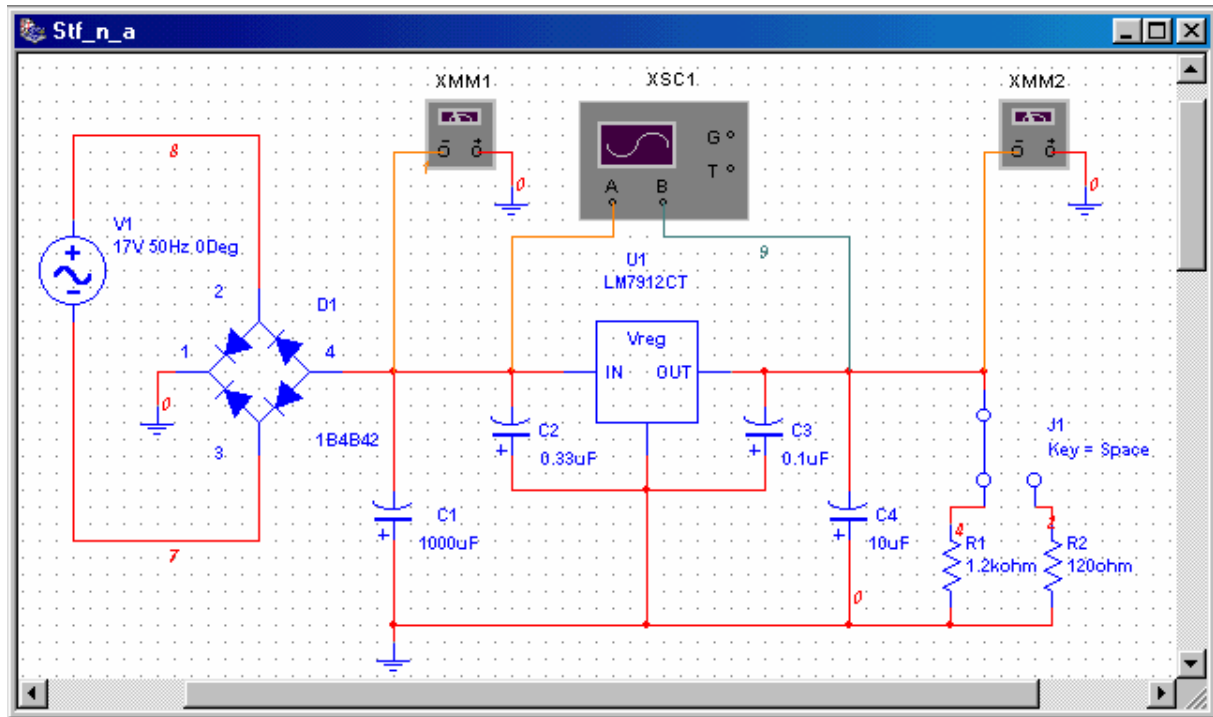 Stf_n_a
XMM1
XSC1
XMM2
8
G
T
A B
1
0
0
V1
17V 50Hz 0Deg
9
U1
LM7912CT
2
D1
Vreg
IN OUT
1
4
0
3
1B4B42
C2
0.33uF
C3
0.1uF
J1
Key = Space
C1
1000uF
C4
10uF
4
R1
1.2kohm
2
R2
120ohm
7
0